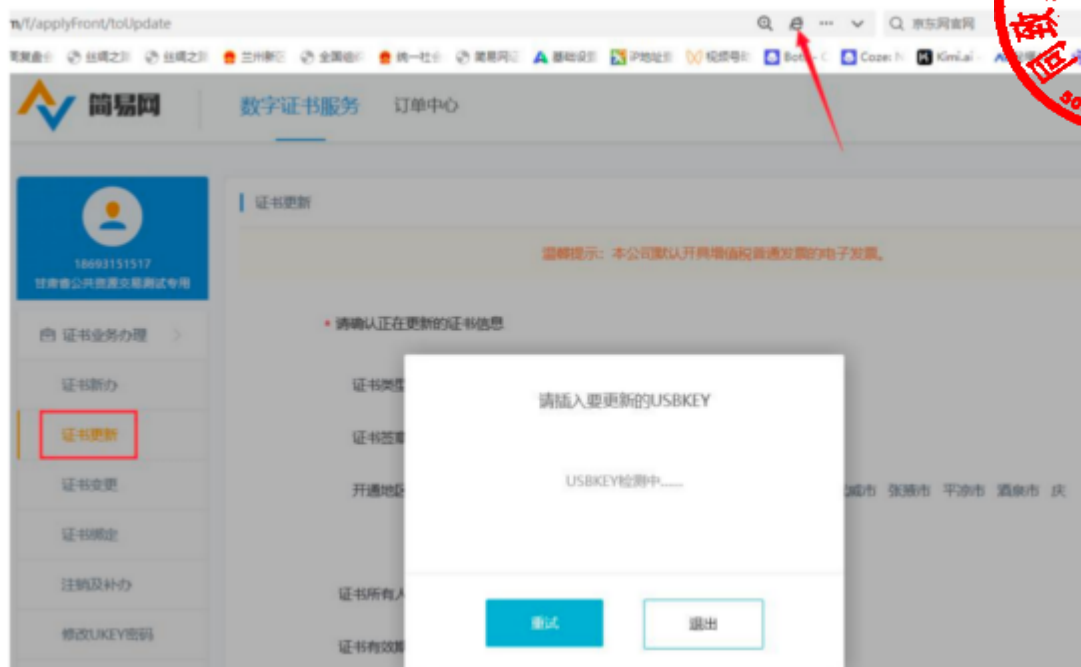 n/f/applyFront/toUpdate
京东网官网
丝绸之路 丝绸之路 兰州新区 全国组织 统一社会 简易网证 基础设施 IP地址查 视频号助 Bots - C Coze: h Kimi.ai
简易网 数字证书服务 订单中心
18693151517
甘肃省公共资源交易测试专用
证书更新
温馨提示：本公司默认开具增值税普通发票的电子发票。
* 请确认正在更新的证书信息
证书业务办理
证书新办
证书更新
证书变更
证书绑定
注销及补办
修改UKEY密码
证书类型
证书签章
开通地区
威市 张掖市 平凉市 酒泉市 庆
证书所有人
证书有效期
请插入要更新的USBKEY
USBKEY检测中......
重试 退出